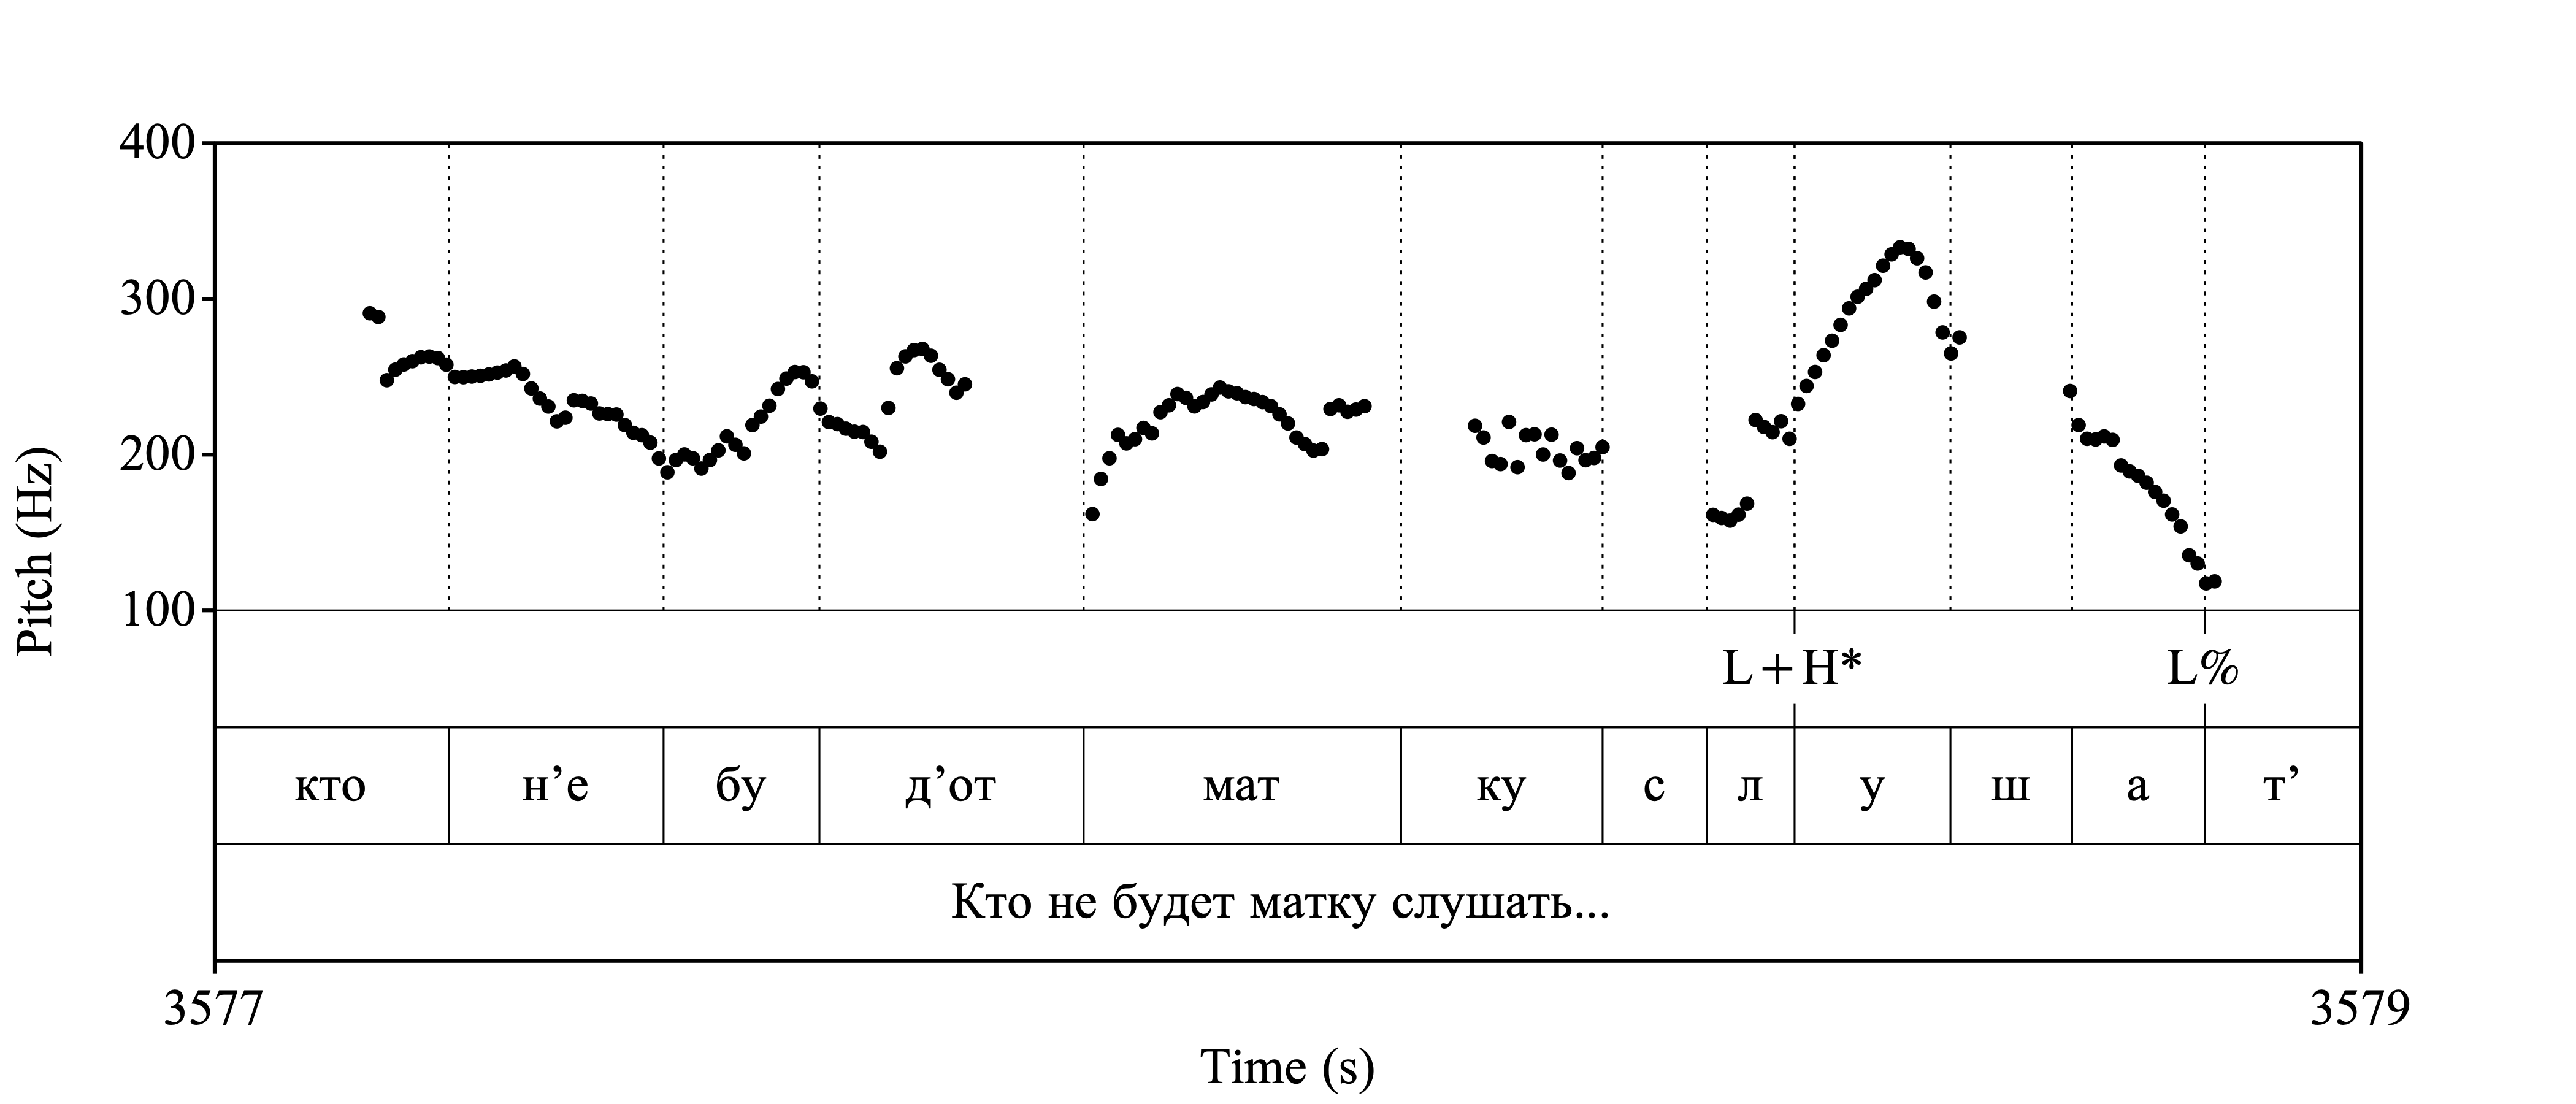 400
300
200
100
Pitch (Hz)
L+H* L%
кто н’е бу д’от мат ку с л у ш а т’
Кто не будет матку слушать...
3577 3579
Time (s)